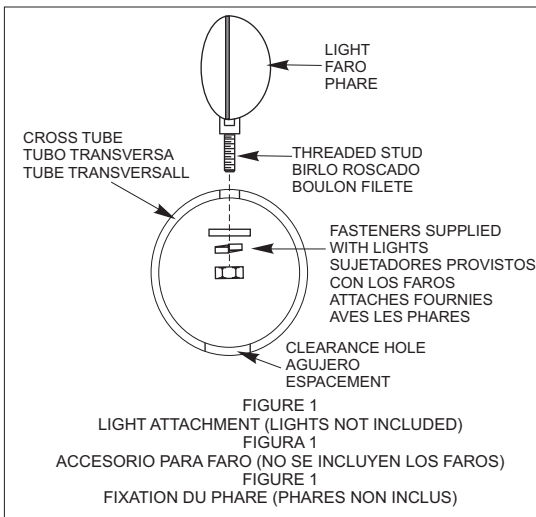 LIGHT
FARO
PHARE
CROSS TUBE
TUBO TRANSVERSA
TUBE TRANSVERSALL
THREADED STUD
BIRLO ROSCADO
BOULON FILETE
FASTENERS SUPPLIED
WITH LIGHTS
SUJETADORES PROVISTOS
CON LOS FAROS
ATTACHES FOURNIES
AVES LES PHARES
CLEARANCE HOLE
AGUJERO
ESPACEMENT
FIGURE 1
LIGHT ATTACHMENT (LIGHTS NOT INCLUDED)
FIGURA 1
ACCESORIO PARA FARO (NO SE INCLUYEN LOS FAROS)
FIGURE 1
FIXATION DU PHARE (PHARES NON INCLUS)